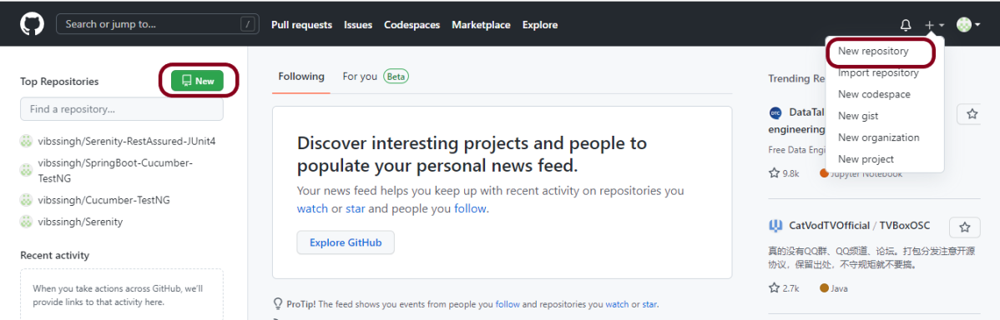 Search or jump to... /
Pull requests Issues Codespaces Marketplace Explore
New repository
Import repository
New codespace
New gist
New organization
New project
Top Repositories
New
Find a repository...
vibssingh/Serenity-RestAssured-JUnit4
vibssingh/SpringBoot-Cucumber-
TestNG
vibssingh/Cucumber-TestNG
vibssingh/Serenity
Recent activity
When you take actions across GitHub, we'll
provide links to that activity here.
Following For you Beta
Discover interesting projects and people to
populate your personal news feed.
Your news feed helps you keep up with recent activity on repositories you
watch or star and people you follow.
Explore GitHub
ProTip! The feed shows you events from people you follow and repositories you watch or star.
Trending Re
DataTal
engineering
Free Data Engi
9.8k Jupyter Notebook
CatVodTVOfficial / TVBoxOSC
真的没有QQ群、QQ频道、论坛。打包分发注意开源
协议，保留出处，不守规矩就不要搞。
2.7k Java